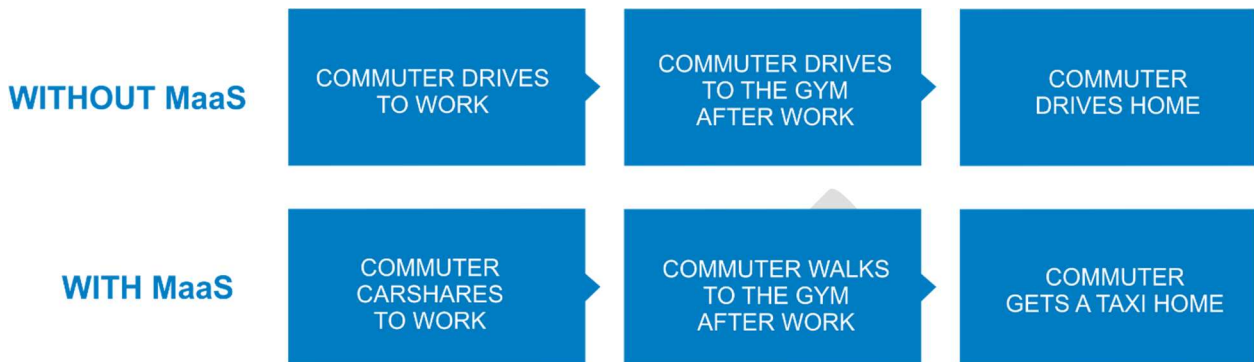 WITHOUT MaaS
COMMUTER DRIVES
TO WORK
COMMUTER DRIVES
TO THE GYM
AFTER WORK
COMMUTER
DRIVES HOME
WITH MaaS
COMMUTER
CARSHARES
TO WORK
COMMUTER WALKS
TO THE GYM
AFTER WORK
COMMUTER
GETS A TAXI HOME